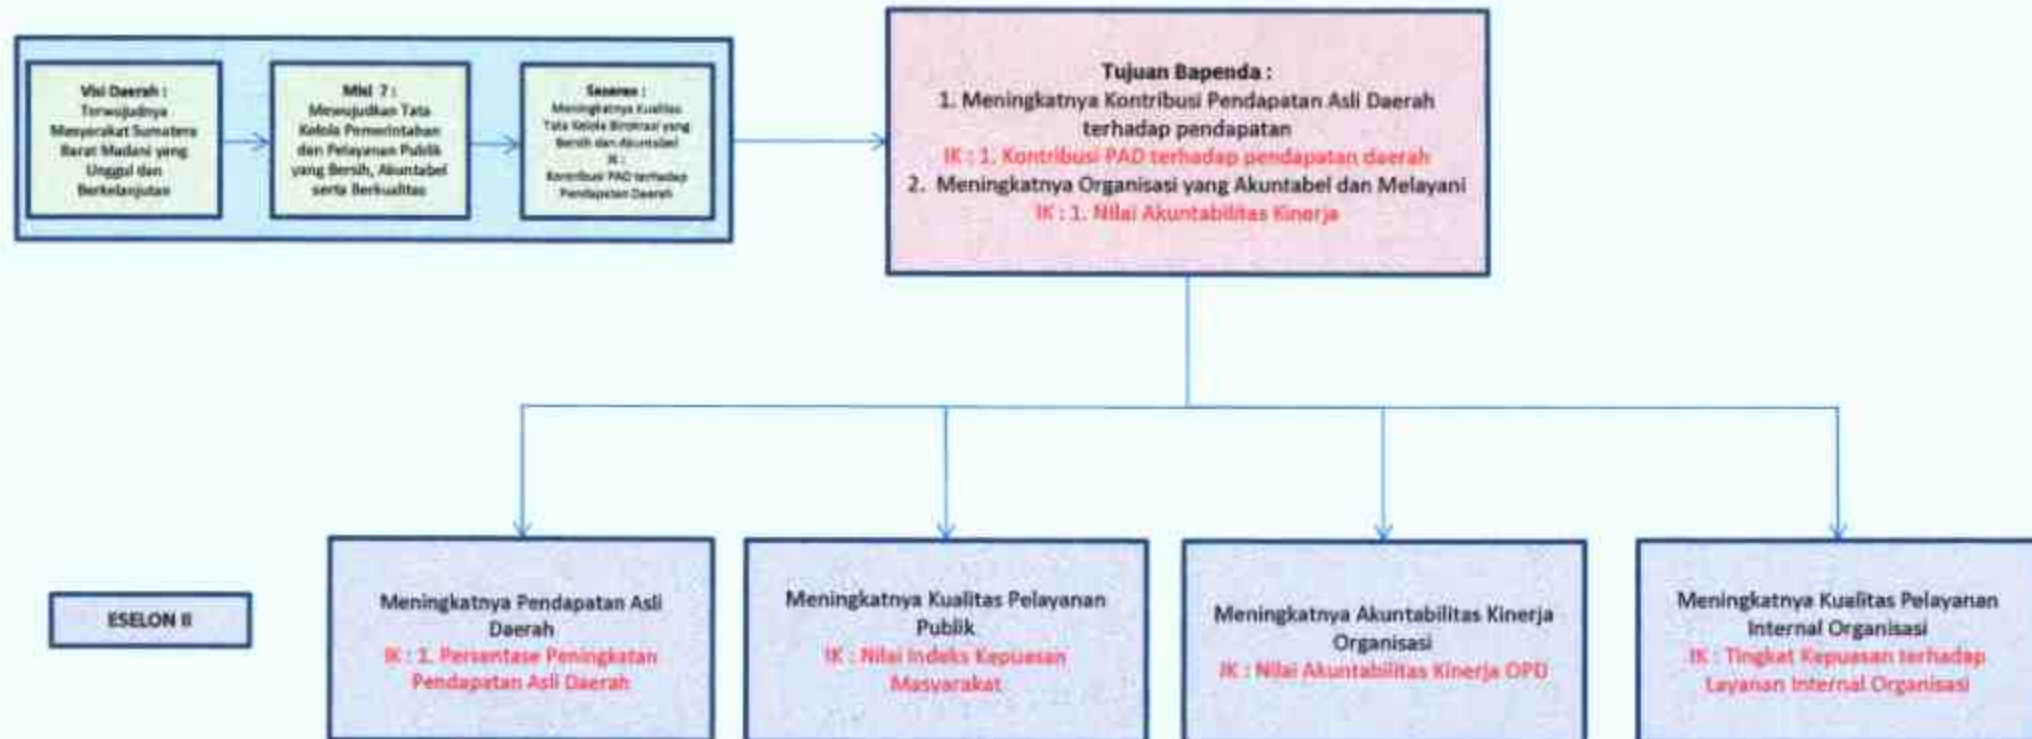 Visi Daerah :
Terwujudnya
Masyarakat Sumatera
Barat Madani yang
Unggul dan
Berkelanjutan
Misi 7 :
Mewujudkan Tata
Kelola Pemerintahan
dan Pelayanan Publik
yang Bersih, Akuntabel
serta Berkualitas
Sasaran :
Meningkatnya Kualitas
Tata Kelola Birokrasi yang
Bersih dan Akuntabel
IK :
Kontribusi PAD terhadap
Pendapatan Daerah
Tujuan Bapenda :
1. Meningkatnya Kontribusi Pendapatan Asli Daerah
terhadap pendapatan
IK : 1. Kontribusi PAD terhadap pendapatan daerah
2. Meningkatnya Organisasi yang Akuntabel dan Melayani
IK : 1. Nilai Akuntabilitas Kinerja
ESELON II
Meningkatnya Pendapatan Asli
Daerah
IK : 1. Persentase Peningkatan
Pendapatan Asli Daerah
Meningkatnya Kualitas Pelayanan
Publik
IK : Nilai Indeks Kepuasan
Masyarakat
Meningkatnya Akuntabilitas Kinerja
Organisasi
IK : Nilai Akuntabilitas Kinerja OPD
Meningkatnya Kualitas Pelayanan
Internal Organisasi
IK : Tingkat Kepuasan terhadap
Layanan Internal Organisasi